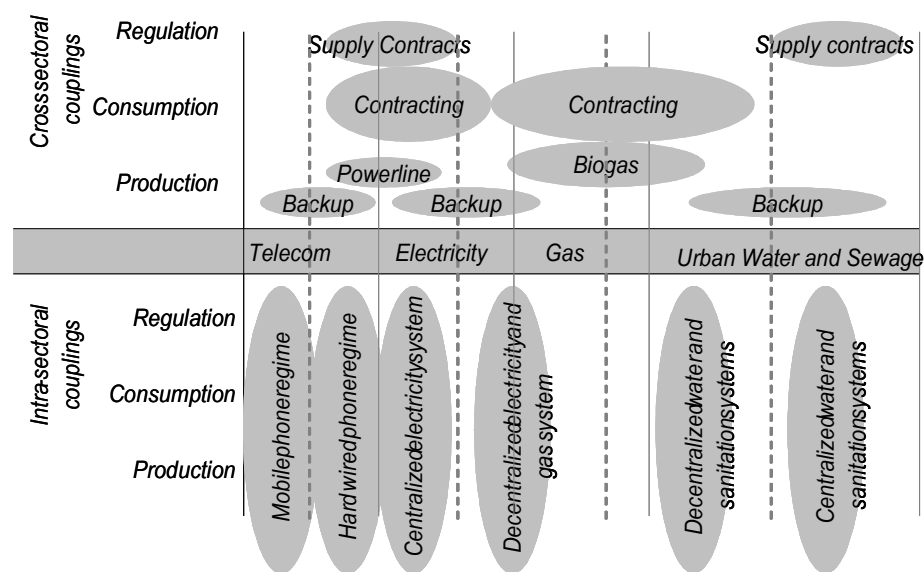 Crosssectoral
couplings
Regulation
Supply Contracts
Supply contracts
Consumption
Contracting
Contracting
Production
Powerline
Biogas
Backup
Backup
Backup
Telecom
Electricity
Gas
Urban Water and Sewage
Intra-sectoral
couplings
Regulation
Consumption
Production
Mobilephoneregime
Hardwiredphoneregime
Centralizedelectricitysystem
Decentralizedelectricityand
gas system
Decentralizedwaterand
sanitationsystems
Centralizedwaterand
sanitationsystems